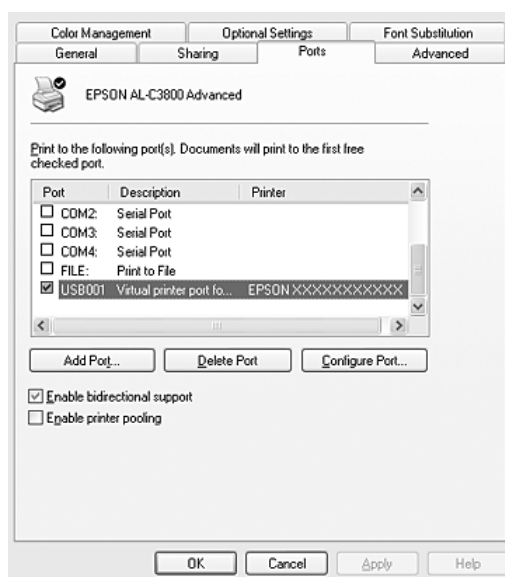 Color Management Optional Settings Font Substitution
General Sharing Ports Advanced
EPSON AL-C3800 Advanced
Print to the following port(s). Documents will print to the first free
checked port.
Port Description Printer
COM2: Serial Port
COM3: Serial Port
COM4: Serial Port
FILE: Print to File
USB001 Virtual printer port fo... EPSON XXXXXXXXXXX
Add Port... Delete Port Configure Port...
Enable bidirectional support
Enable printer pooling
OK Cancel Apply Help